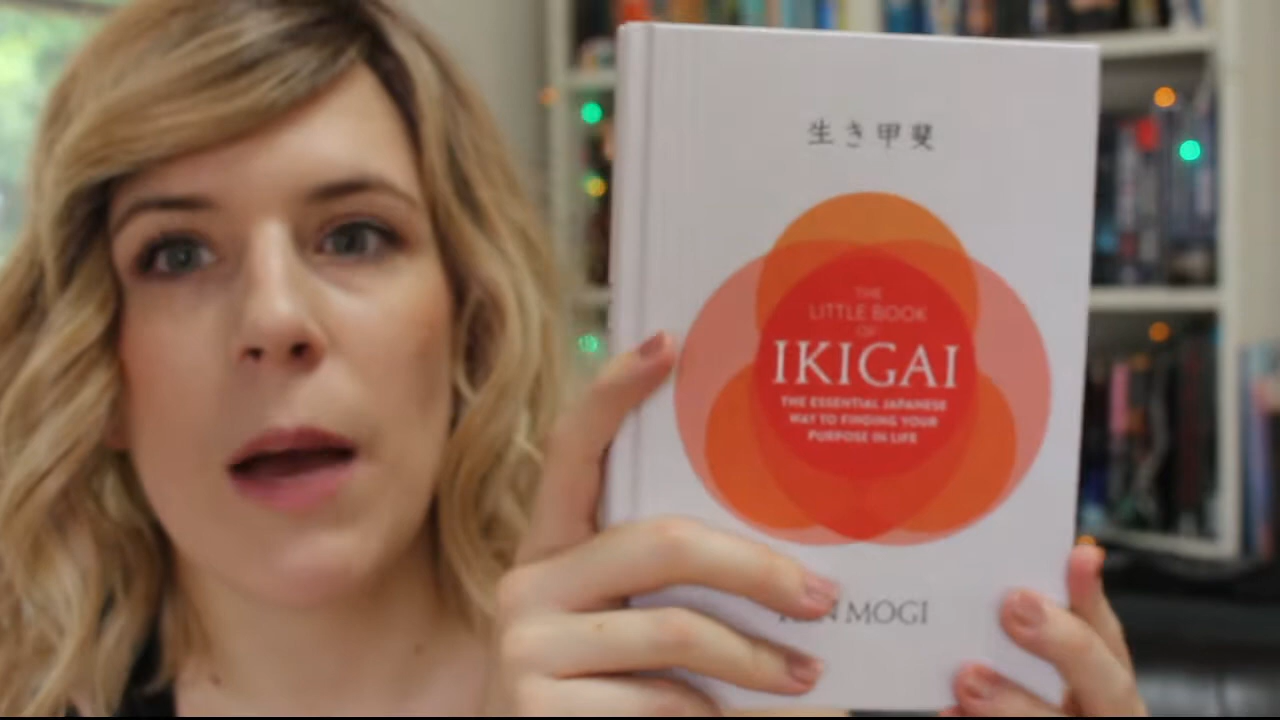 生き甲斐
THE
LITTLE BOOK
OF
IKIGAI
THE ESSENTIAL JAPANESE
WAY TO FINDING YOUR
PURPOSE IN LIFE
KEN MOGI